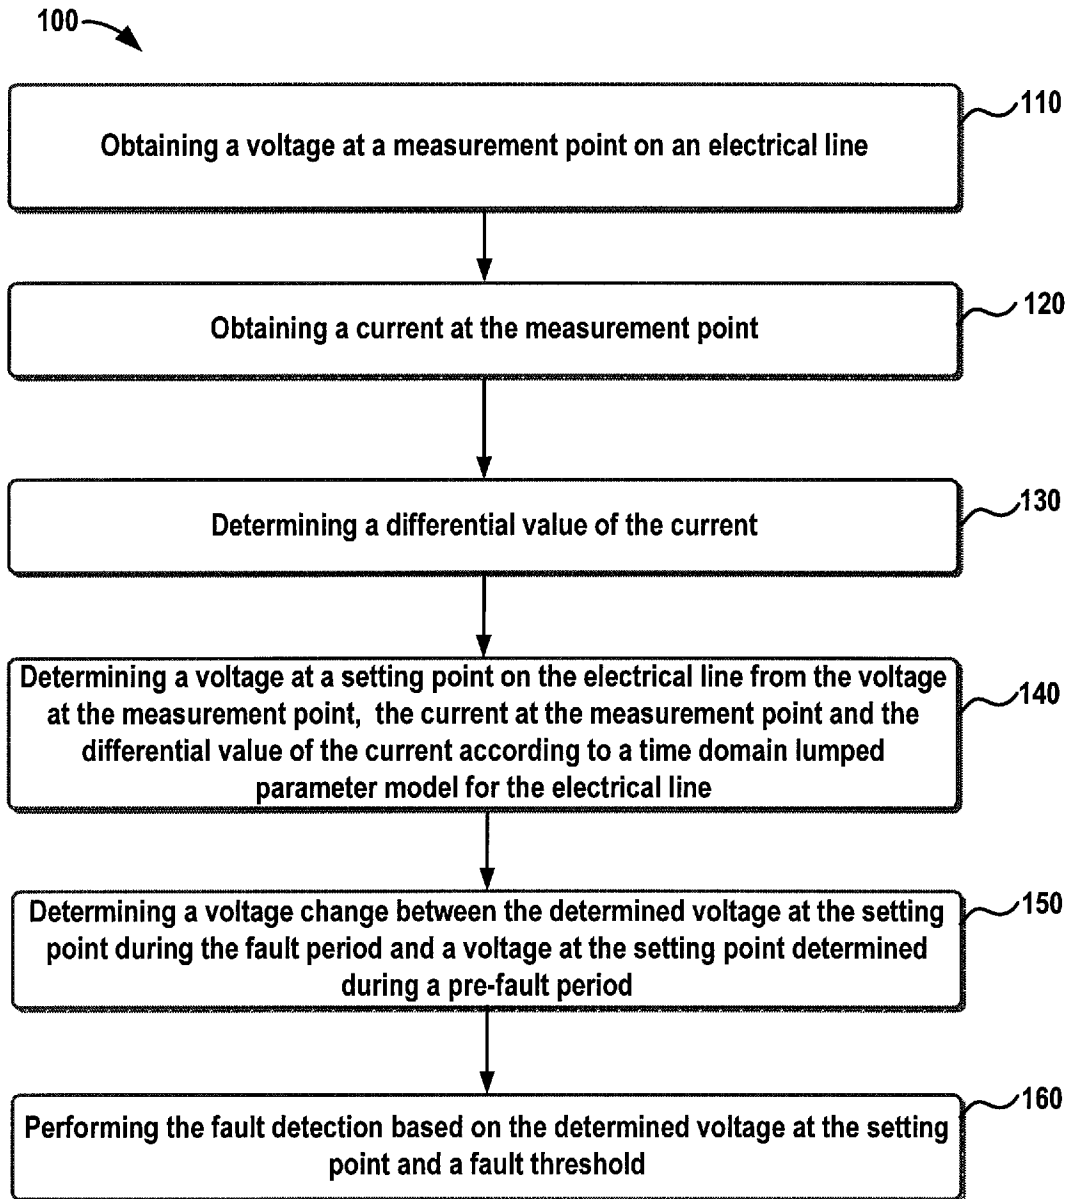 100
110
Obtaining a voltage at a measurement point on an electrical line
120
Obtaining a current at the measurement point
130
Determining a differential value of the current
140
Determining a voltage at a setting point on the electrical line from the voltage
at the measurement point, the current at the measurement point and the
differential value of the current according to a time domain lumped
parameter model for the electrical line
150
Determining a voltage change between the determined voltage at the setting
point during the fault period and a voltage at the setting point determined
during a pre-fault period
160
Performing the fault detection based on the determined voltage at the setting
point and a fault threshold